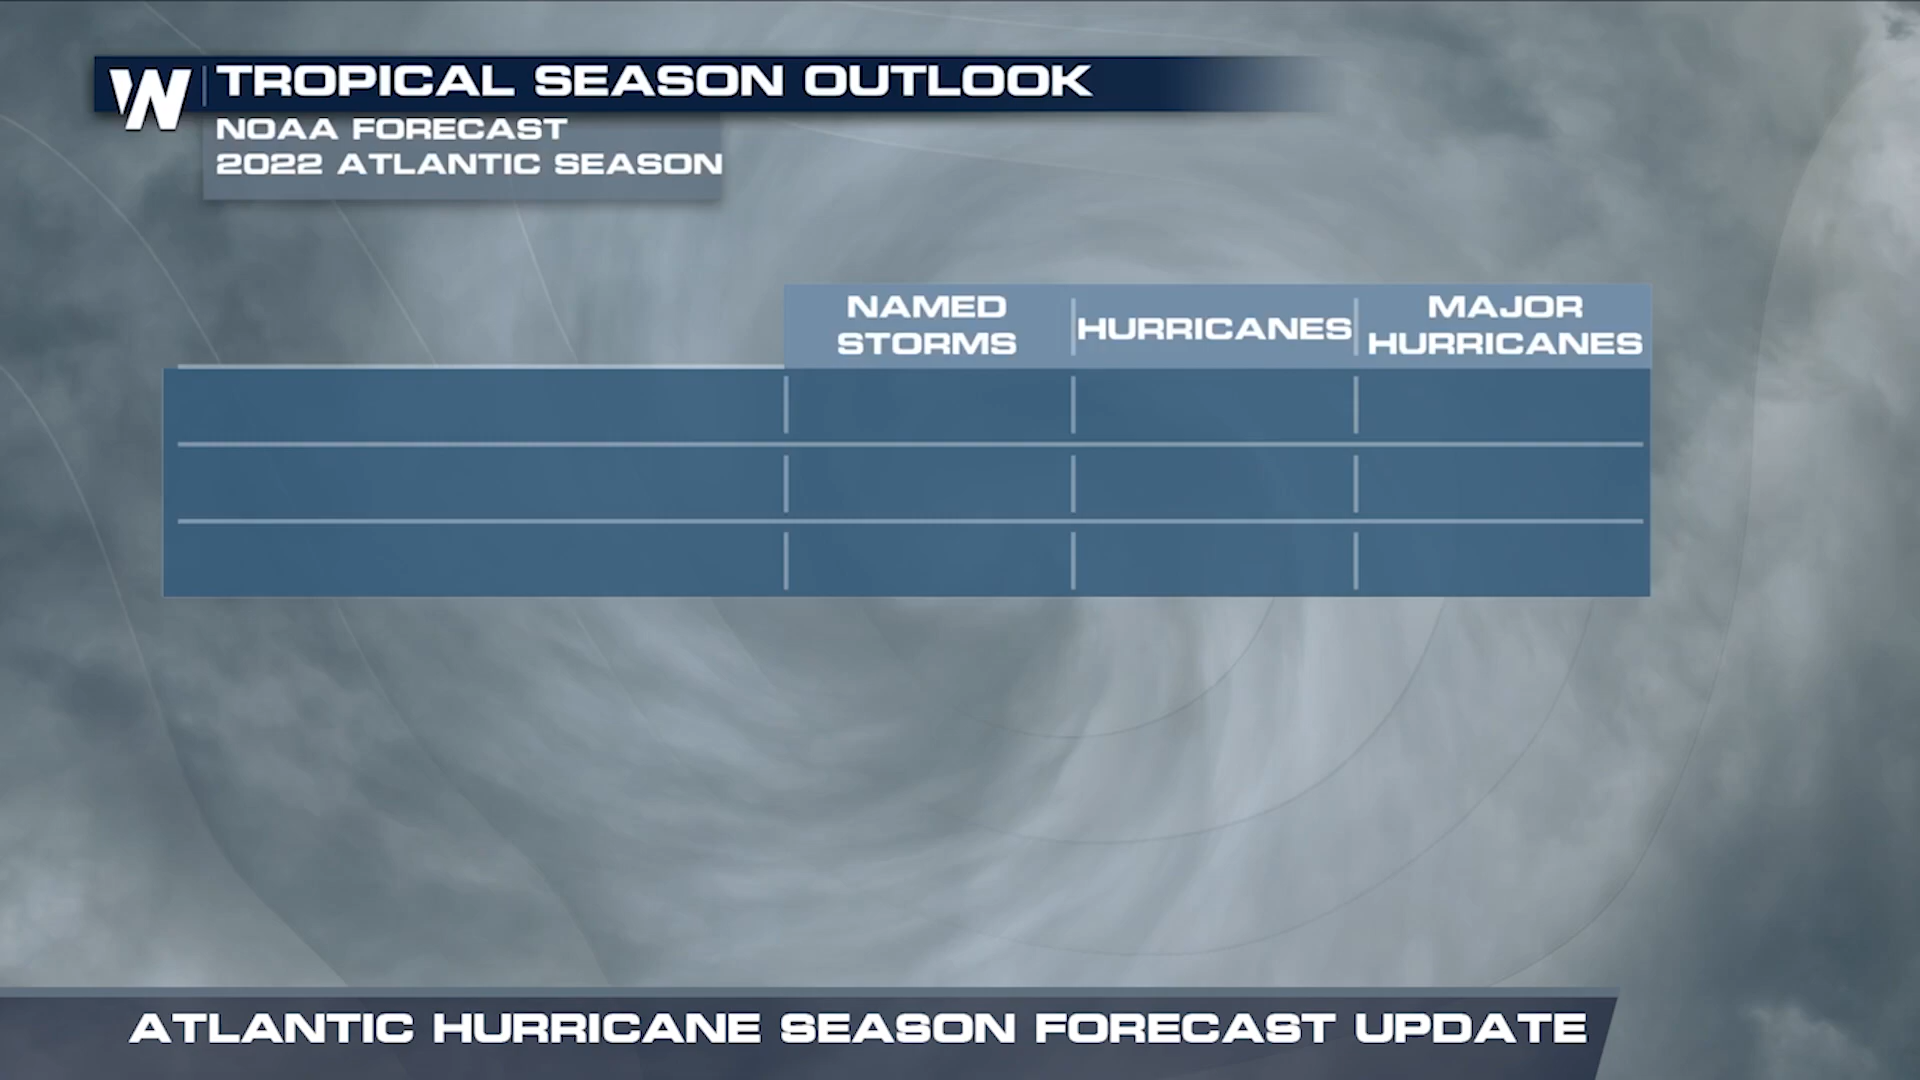 W
TROPICAL SEASON OUTLOOK
NOAA FORECAST
2022 ATLANTIC SEASON
NAMED
STORMS
HURRICANES
MAJOR
HURRICANES
ATLANTIC HURRICANE SEASON FORECAST UPDATE